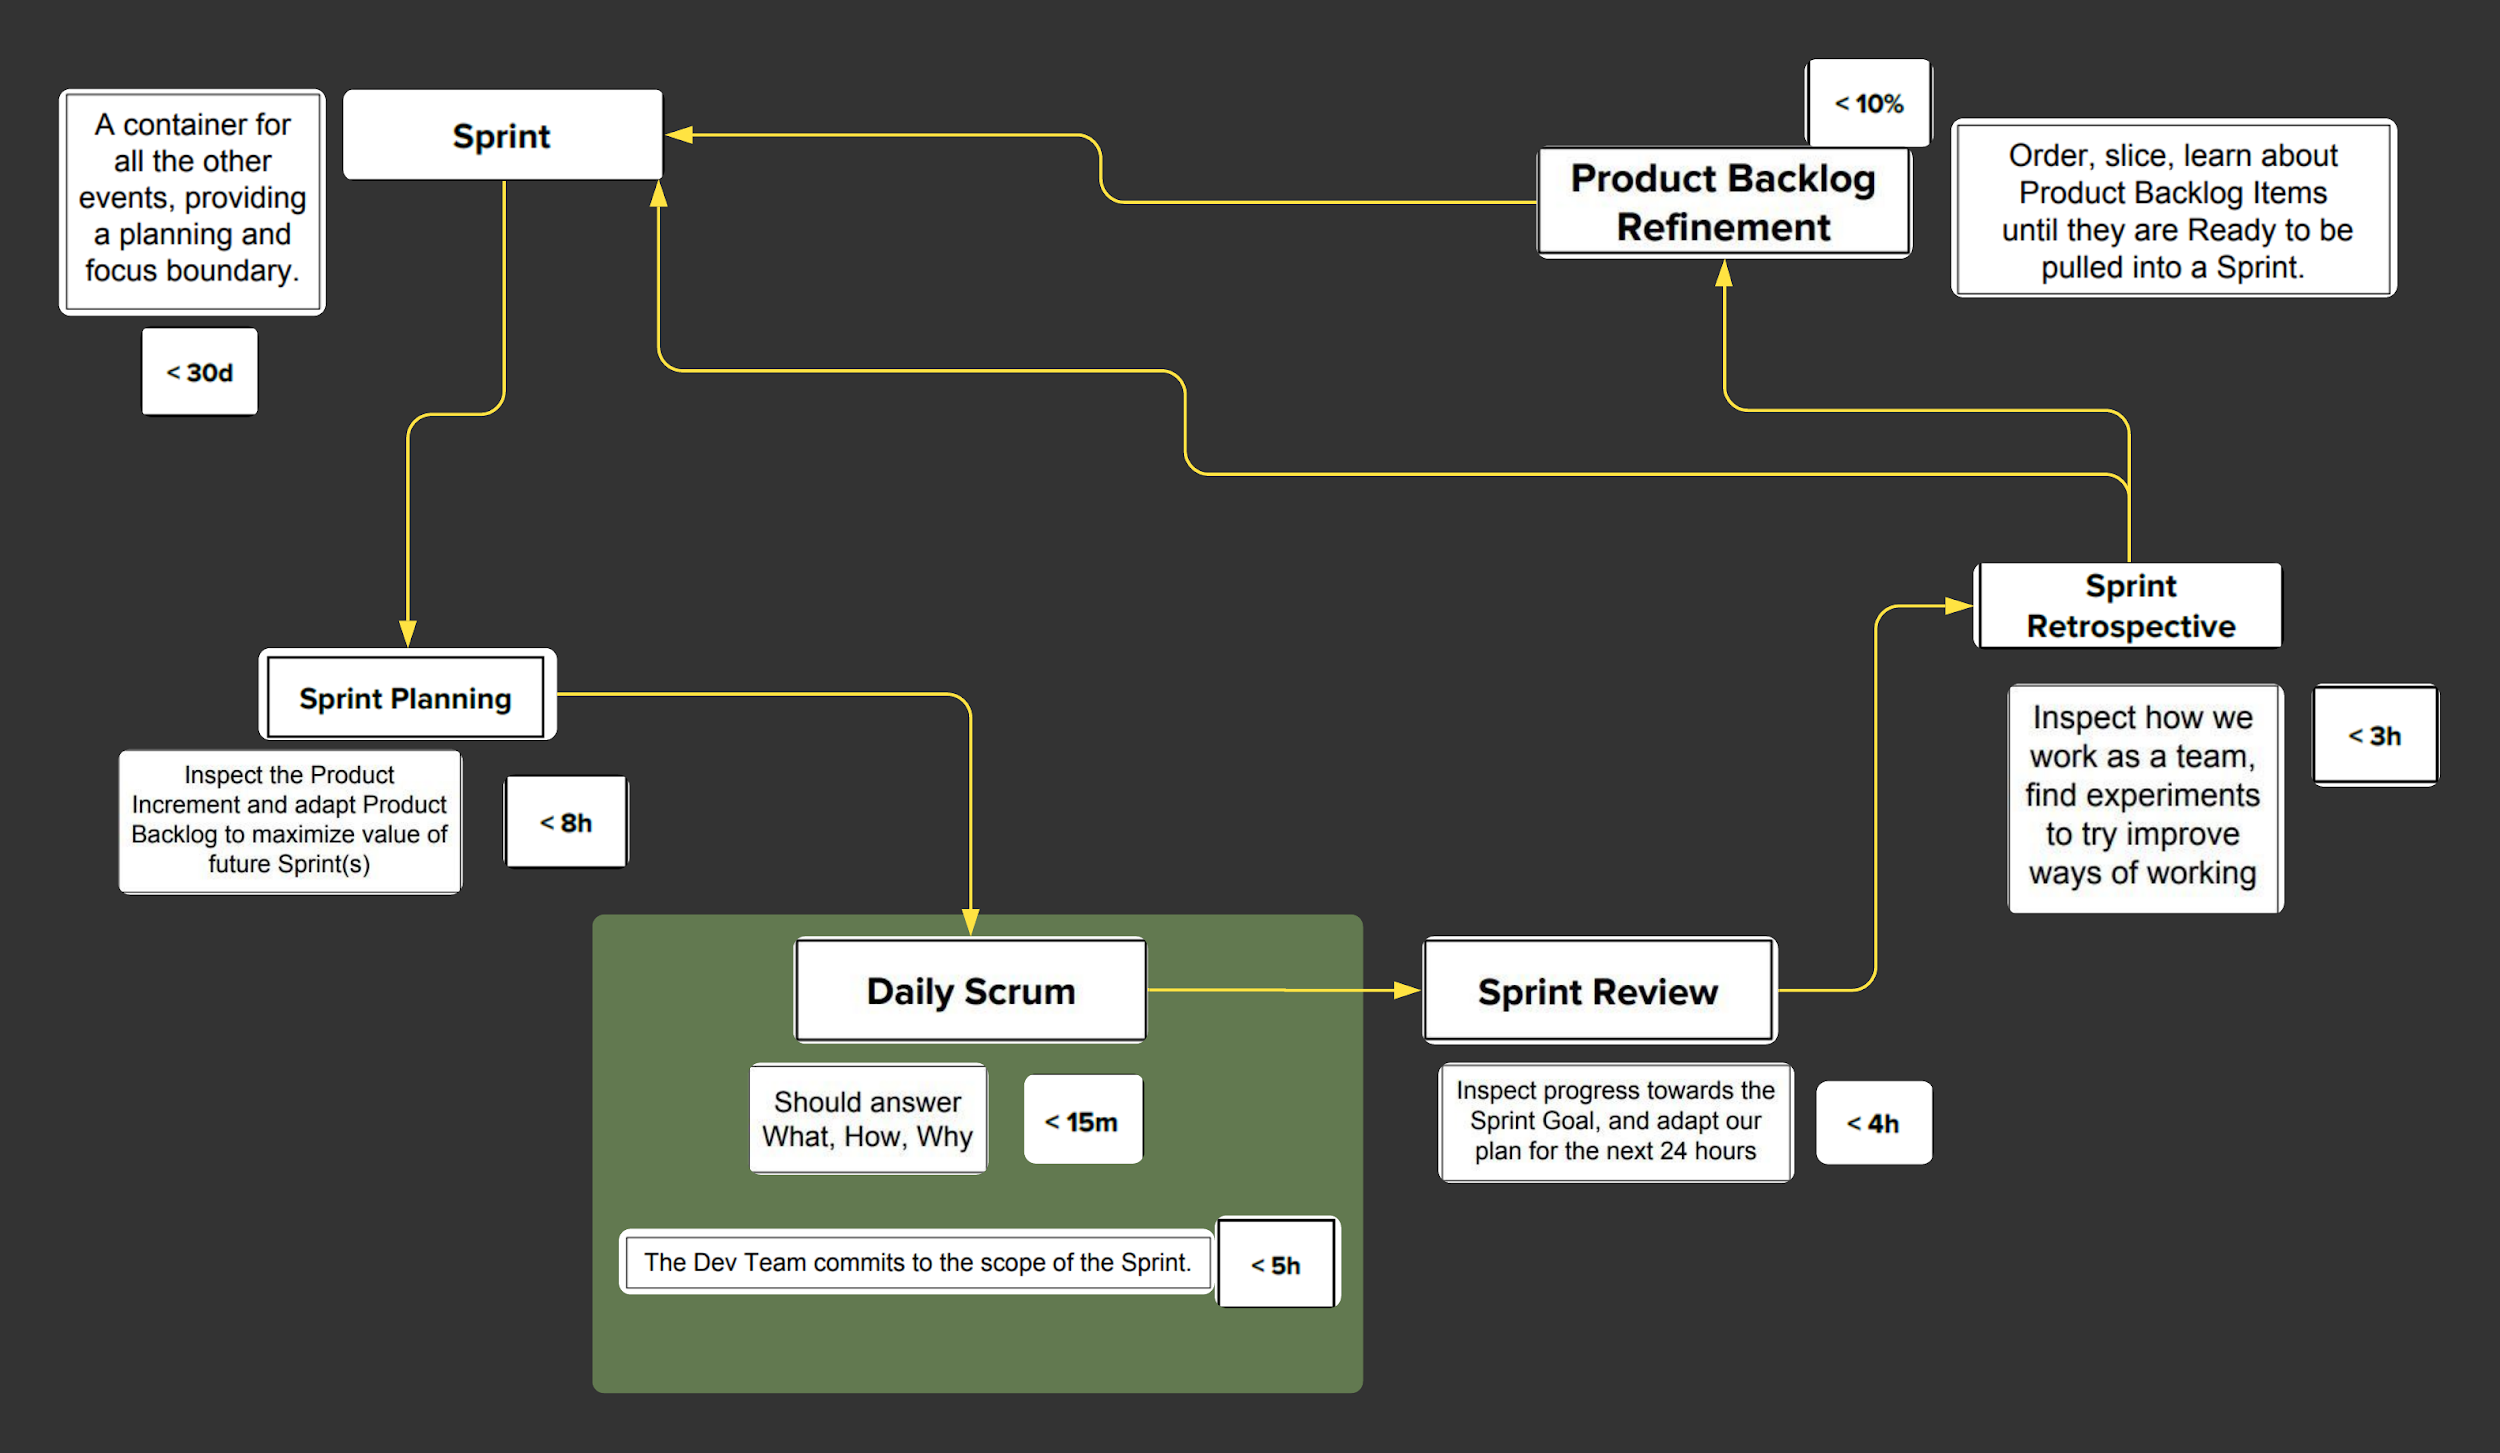 A container for
all the other
events, providing
a planning and
focus boundary.
< 30d
Sprint
< 10%
Product Backlog
Refinement
Order, slice, learn about
Product Backlog Items
until they are Ready to be
pulled into a Sprint.
Sprint Planning
Inspect the Product
Increment and adapt Product
Backlog to maximize value of
future Sprint(s)
< 8h
Daily Scrum
Should answer
What, How, Why
< 15m
The Dev Team commits to the scope of the Sprint.
< 5h
Sprint Review
Inspect progress towards the
Sprint Goal, and adapt our
plan for the next 24 hours
< 4h
Sprint
Retrospective
Inspect how we
work as a team,
find experiments
to try improve
ways of working
< 3h